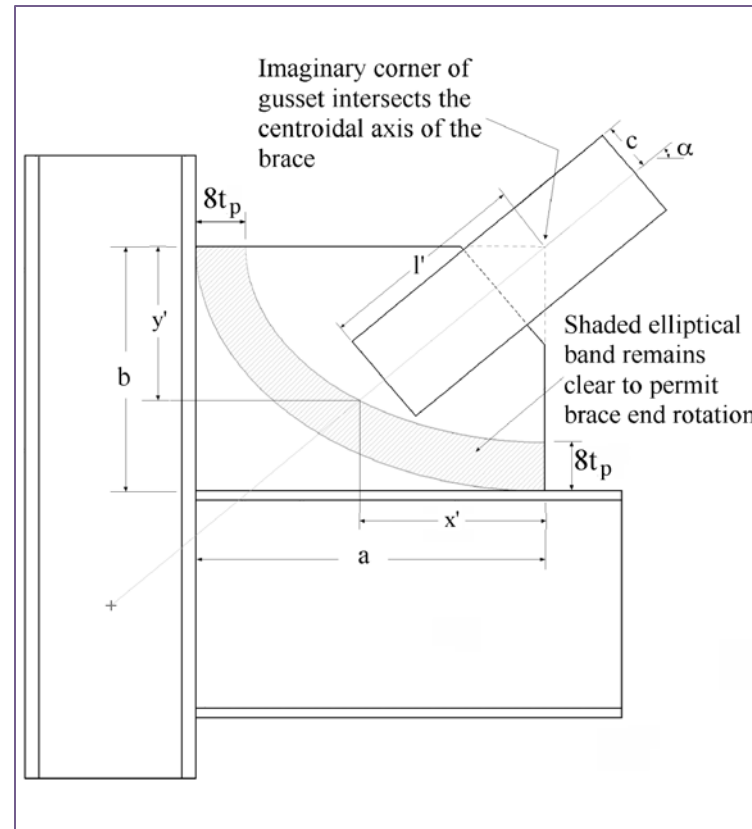 Imaginary corner of
gusset intersects the
centroidal axis of the
brace
c
α
8tₚ
l'
y'
b
Shaded elliptical
band remains
clear to permit
brace end rotation
8tₚ
x'
a